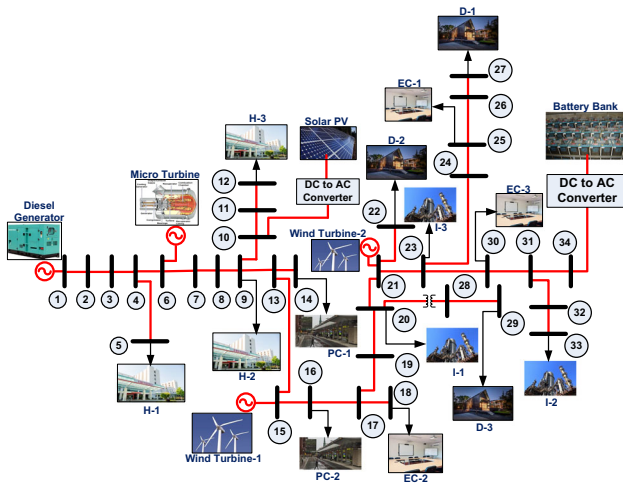 D-1
27
EC-1
26
Battery Bank
H-3
Solar PV
D-2
25
24
Micro Turbine
12
DC to AC
Converter
EC-3
DC to AC
Converter
Diesel
Generator
11
22
I-3
10
Wind Turbine-2
23
30
31
34
21
1
2
3
4
6
7
8
9
13
14
28
20
29
32
5
PC-1
I-1
33
19
H-1
H-2
16
18
I-2
15
17
D-3
Wind Turbine-1
PC-2
EC-2